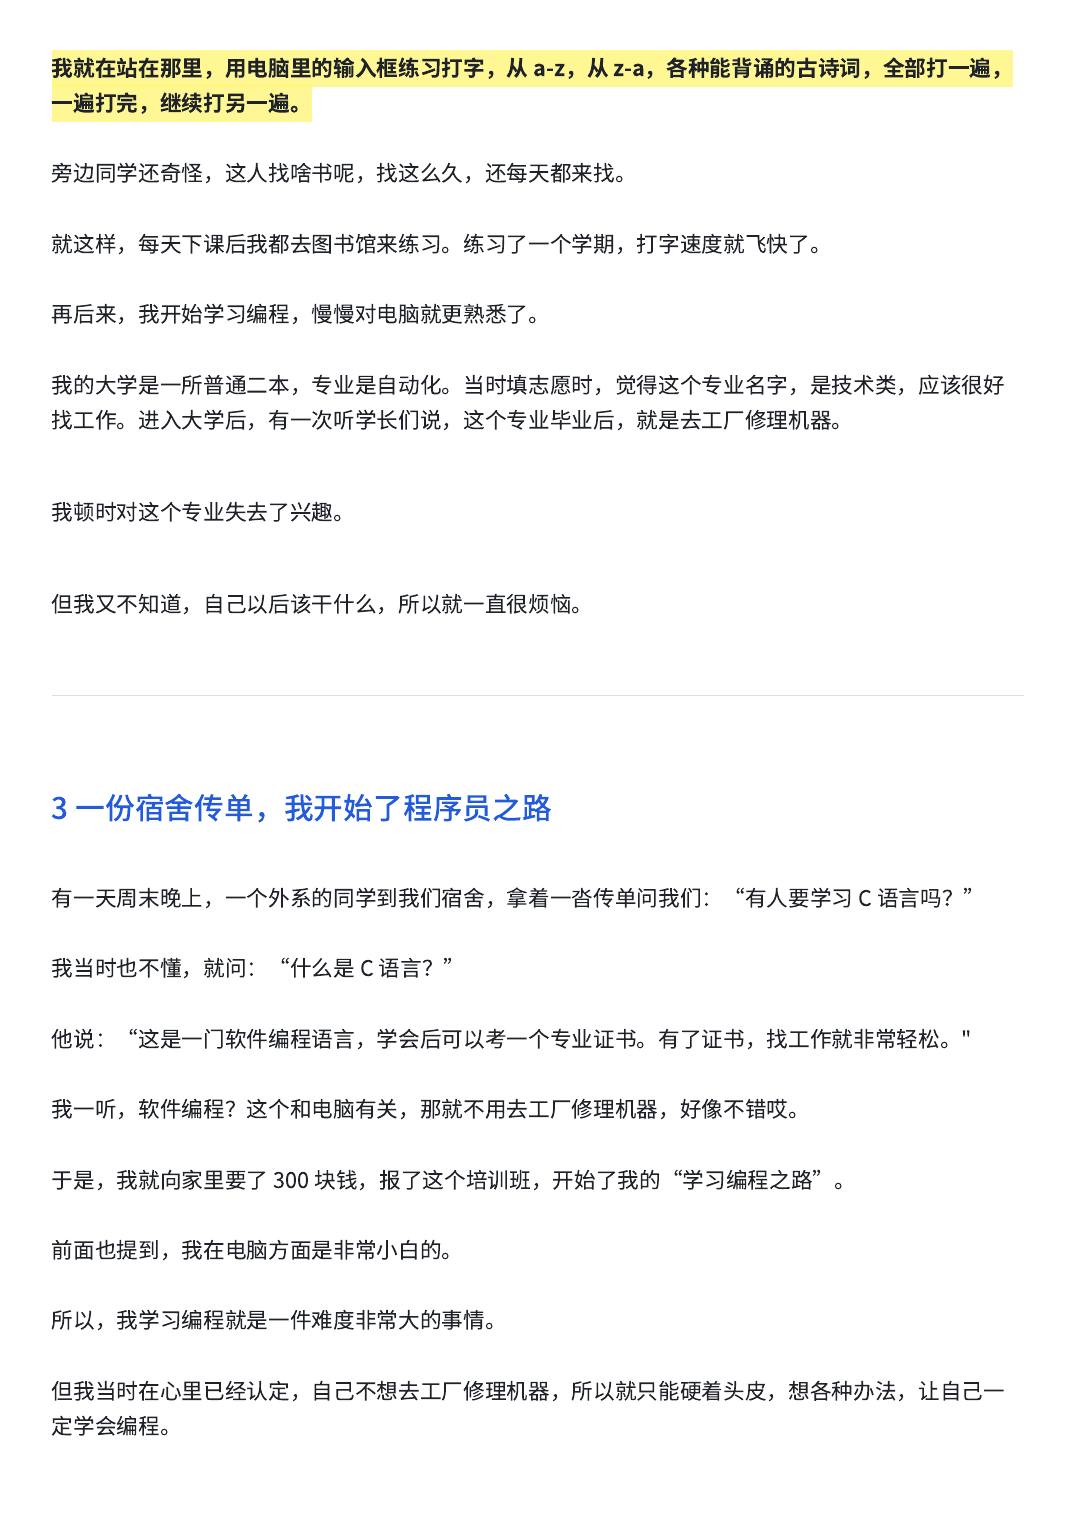 我就在站在那里，用电脑里的输入框练习打字，从 a-z，从 z-a，各种能背诵的古诗词，全部打一遍，
一遍打完，继续打另一遍。
旁边同学还奇怪，这人找啥书呢，找这么久，还每天都来找。
就这样，每天下课后我都去图书馆来练习。练习了一个学期，打字速度就飞快了。
再后来，我开始学习编程，慢慢对电脑就更熟悉了。
我的大学是一所普通二本，专业是自动化。当时填志愿时，觉得这个专业名字，是技术类，应该很好
找工作。进入大学后，有一次听学长们说，这个专业毕业后，就是去工厂修理机器。
我顿时对这个专业失去了兴趣。
但我又不知道，自己以后该干什么，所以就一直很烦恼。
3 一份宿舍传单，我开始了程序员之路
有一天周末晚上，一个外系的同学到我们宿舍，拿着一沓传单问我们：“有人要学习 C 语言吗？”
我当时也不懂，就问：“什么是 C 语言？”
他说：“这是一门软件编程语言，学会后可以考一个专业证书。有了证书，找工作就非常轻松。"
我一听，软件编程？这个和电脑有关，那就不用去工厂修理机器，好像不错哎。
于是，我就向家里要了 300 块钱，报了这个培训班，开始了我的“学习编程之路”。
前面也提到，我在电脑方面是非常小白的。
所以，我学习编程就是一件难度非常大的事情。
但我当时在心里已经认定，自己不想去工厂修理机器，所以就只能硬着头皮，想各种办法，让自己一
定学会编程。